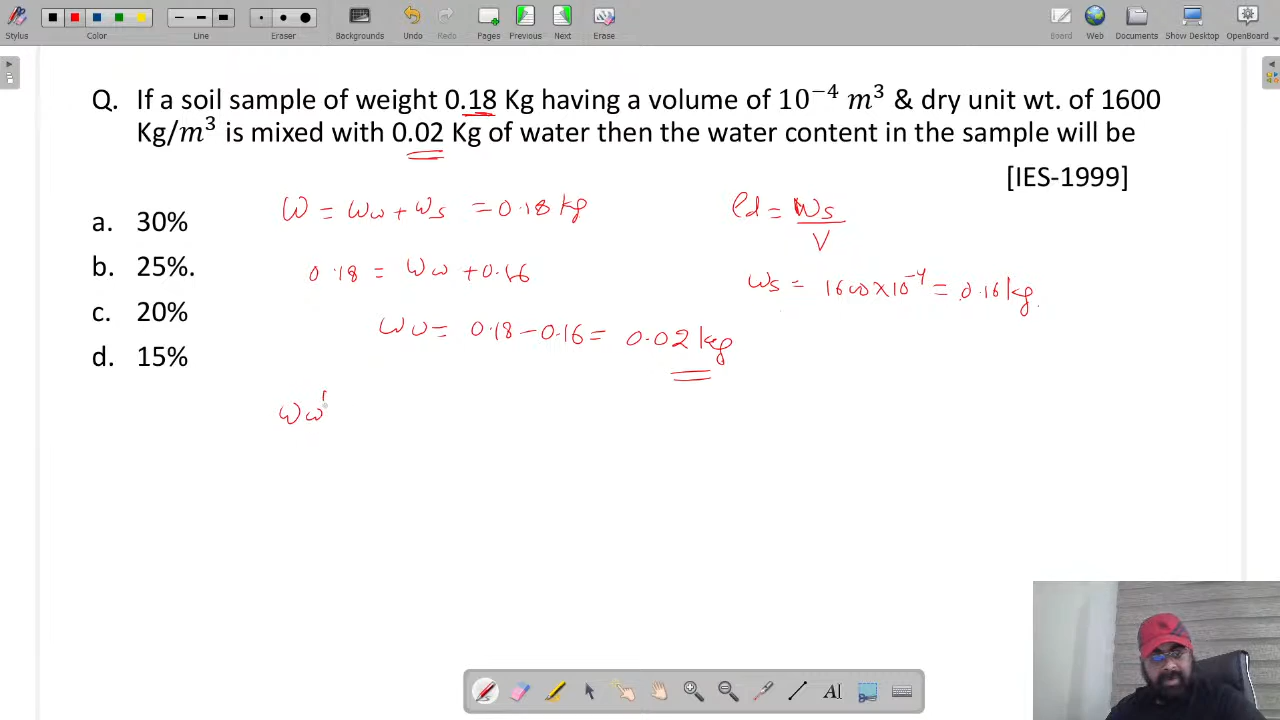 Stylus Color Line Eraser Backgrounds Undo Redo Pages Previous Next Erase Board Web Documents Show Desktop OpenBoard
Q. If a soil sample of weight 0.18 Kg having a volume of 10⁻⁴ m³ & dry unit wt. of 1600
Kg/m³ is mixed with 0.02 Kg of water then the water content in the sample will be
[IES-1999]
a. 30%
b. 25%.
c. 20%
d. 15%
W = Ww + Ws = 0.18 kg
0.18 = Ww + 0.16
Ww = 0.18 - 0.16 = 0.02 kg
Ww'
ρd = Ws / V
Ws = 1600 × 10⁻⁴ = 0.16 kg.